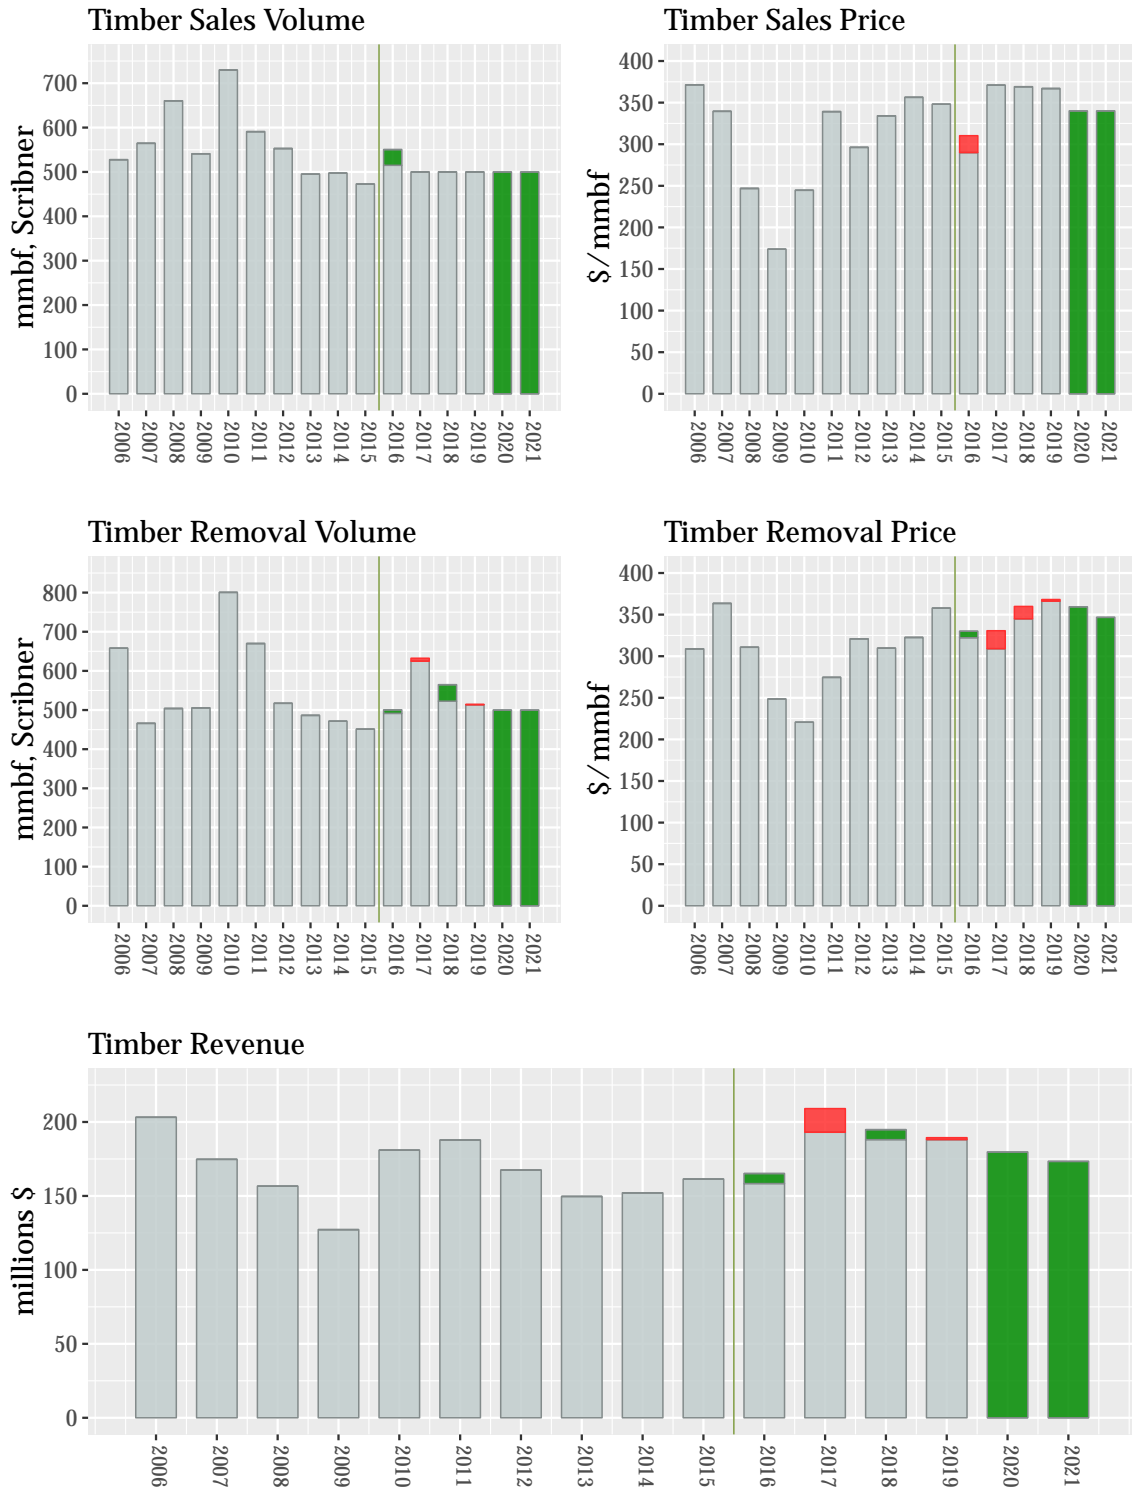 Timber Sales Volume
mmbf, Scribner
700
600
500
400
300
200
100
0
2006 2007 2008 2009 2010 2011 2012 2013 2014 2015 2016 2017 2018 2019 2020 2021
Timber Sales Price
$/mmbf
400
350
300
250
200
150
100
50
0
2006 2007 2008 2009 2010 2011 2012 2013 2014 2015 2016 2017 2018 2019 2020 2021
Timber Removal Volume
mmbf, Scribner
800
700
600
500
400
300
200
100
0
2006 2007 2008 2009 2010 2011 2012 2013 2014 2015 2016 2017 2018 2019 2020 2021
Timber Removal Price
$/mmbf
400
350
300
250
200
150
100
50
0
2006 2007 2008 2009 2010 2011 2012 2013 2014 2015 2016 2017 2018 2019 2020 2021
Timber Revenue
millions $
200
150
100
50
0
2006 2007 2008 2009 2010 2011 2012 2013 2014 2015 2016 2017 2018 2019 2020 2021